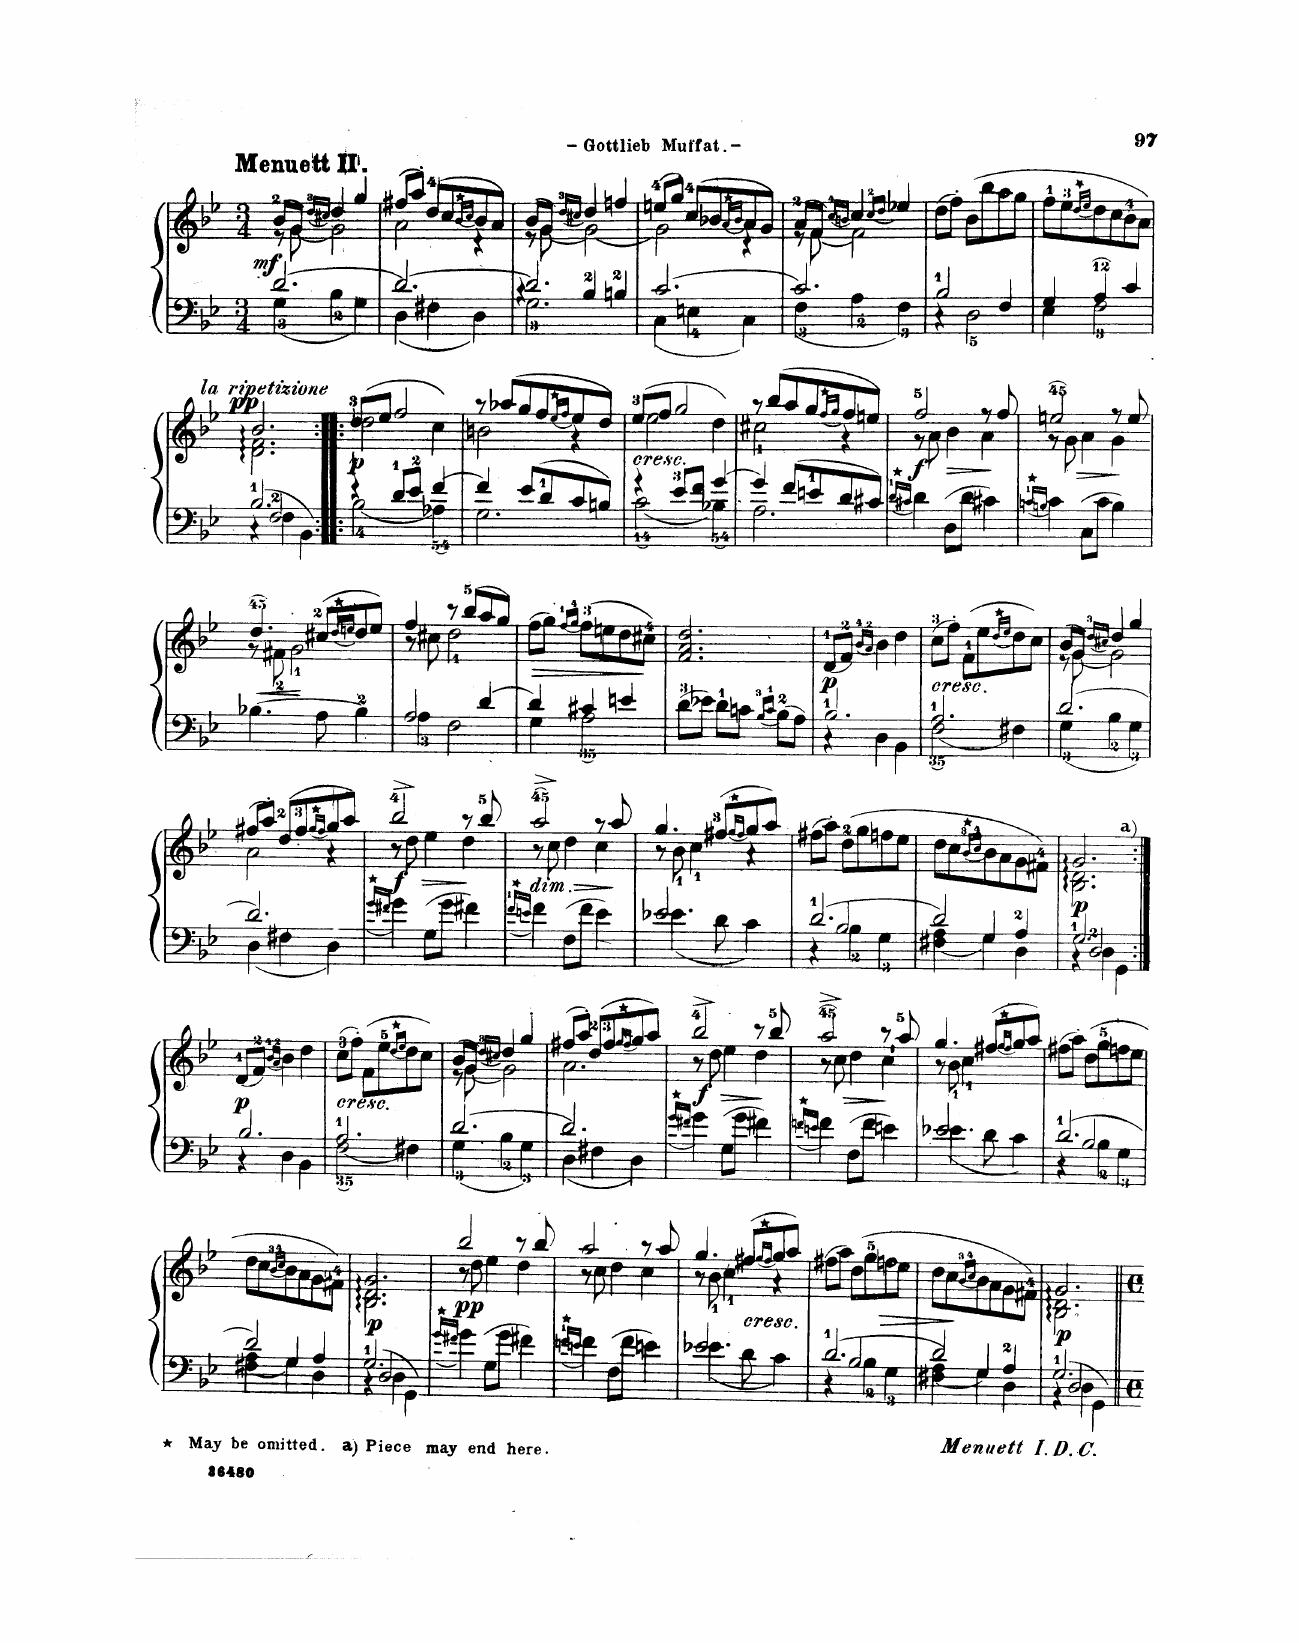 – Gottlieb Muffat. –
97
Menuett II.
mf
la ripetizione
pp
p
cresc.
f
p
cresc.
f
dim.
a)
p
p
cresc.
f
p
pp
cresc.
p
★ May be omitted. a) Piece may end here.
Menuett I. D. C.
26480